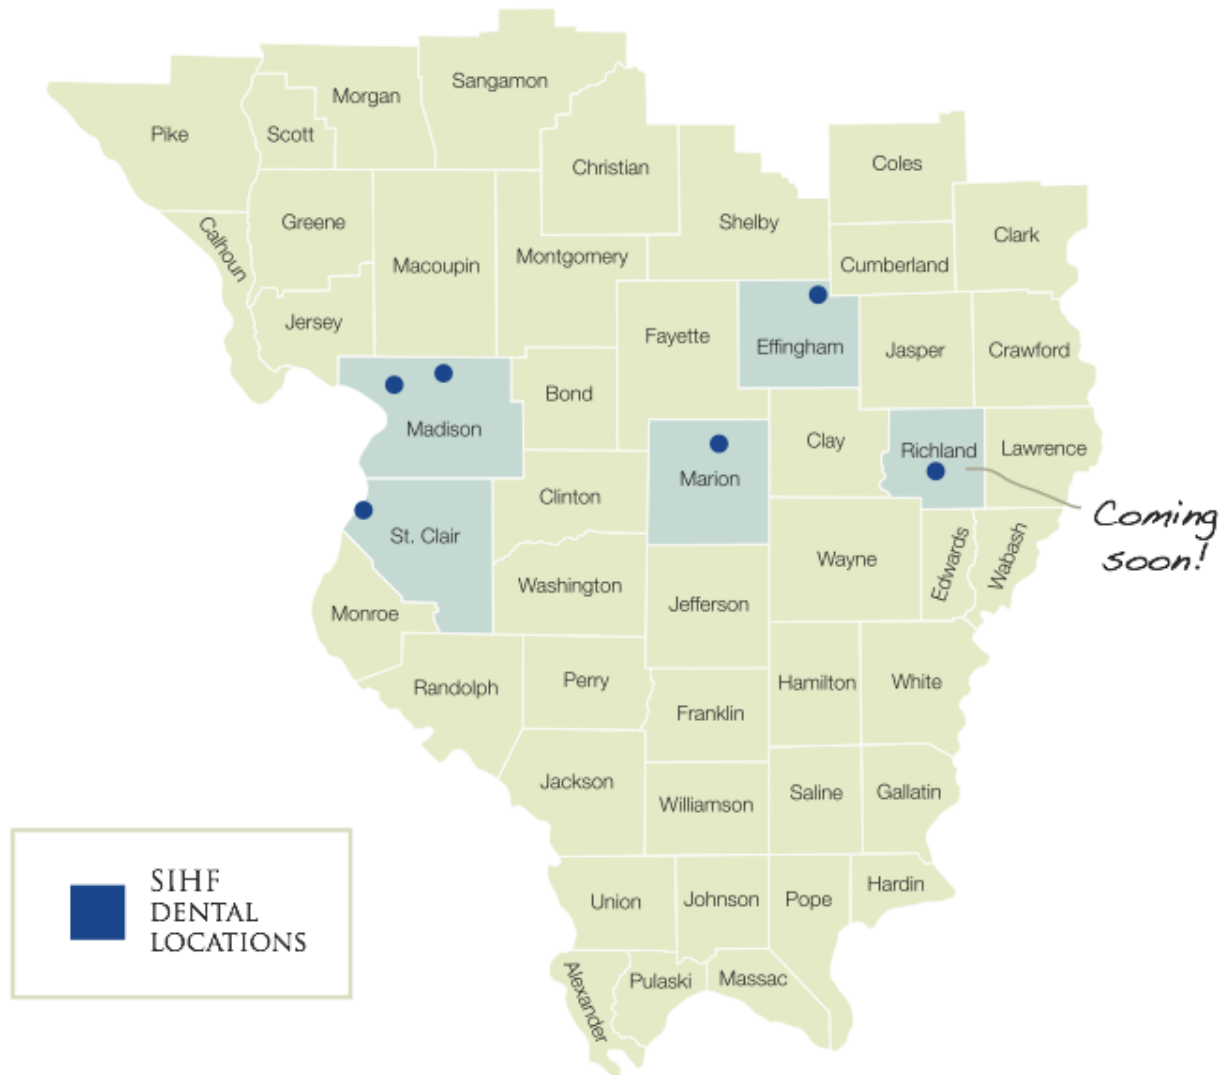 Sangamon
Morgan
Pike
Scott
Christian
Coles
Greene
Shelby
Calhoun
Clark
Macoupin
Montgomery
Cumberland
Jersey
Fayette
Effingham
Jasper
Crawford
Bond
Madison
Clay
Richland
Lawrence
Marion
Clinton
Coming
soon!
St. Clair
Wayne
Edwards
Wabash
Washington
Jefferson
Monroe
Randolph
Perry
Hamilton
White
Franklin
Jackson
Williamson
Saline
Gallatin
SIHF
DENTAL
LOCATIONS
Union
Johnson
Pope
Hardin
Alexander
Pulaski
Massac